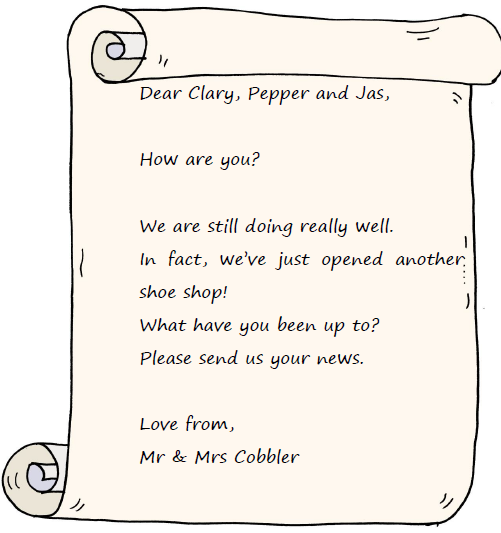 Dear Clary, Pepper and Jas,
How are you?
We are still doing really well.
In fact, we've just opened another
shoe shop!
What have you been up to?
Please send us your news.
Love from,
Mr & Mrs Cobbler